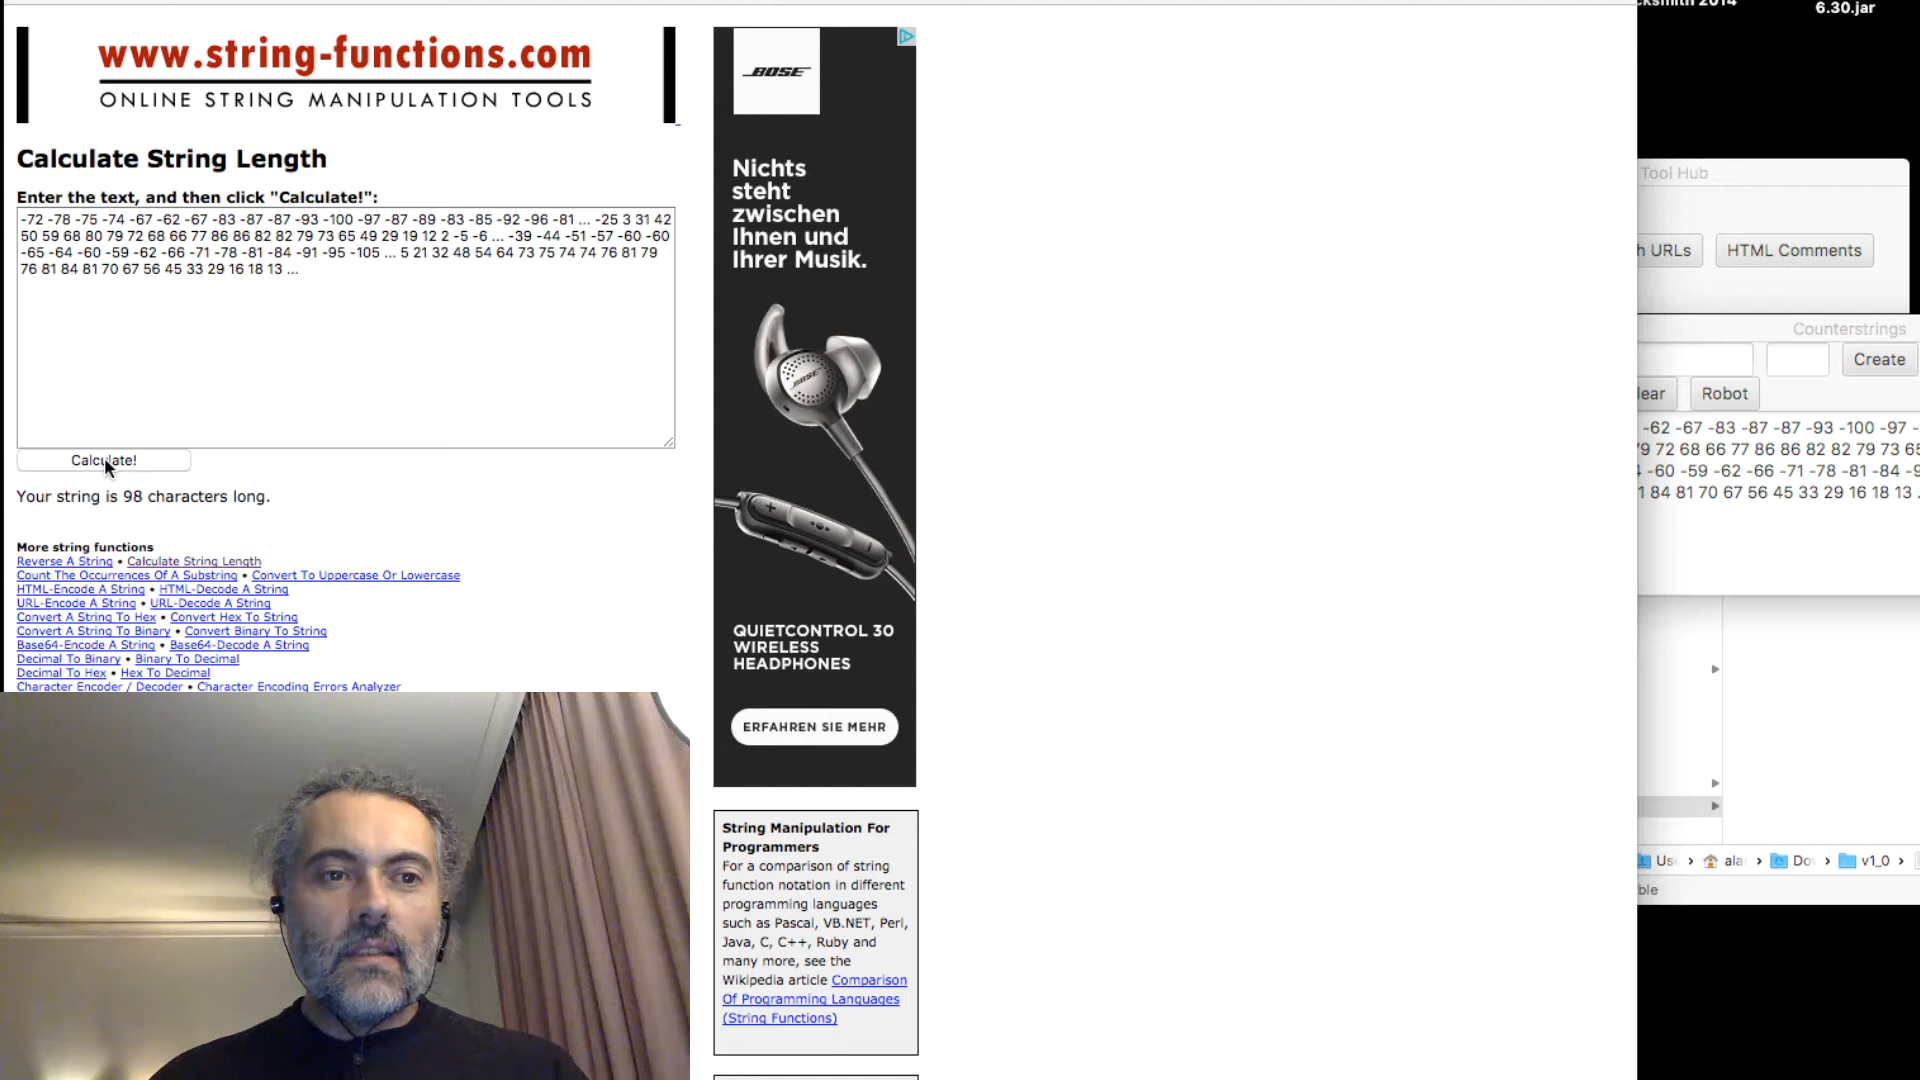 www.string-functions.com
ONLINE STRING MANIPULATION TOOLS
Calculate String Length
Enter the text, and then click "Calculate!":
-72 -78 -75 -74 -67 -62 -67 -83 -87 -87 -93 -100 -97 -87 -89 -83 -85 -92 -96 -81 ... -25 3 31 42
50 59 68 80 79 72 68 66 77 86 86 82 82 79 73 65 49 29 19 12 2 -5 -6 ... -39 -44 -51 -57 -60 -60
-65 -64 -60 -59 -62 -66 -71 -78 -81 -84 -91 -95 -105 ... 5 21 32 48 54 64 73 75 74 74 76 81 79
76 81 84 81 70 67 56 45 33 29 16 18 13 ...
Calculate!
Your string is 98 characters long.
More string functions
Reverse A String • Calculate String Length
Count The Occurrences Of A Substring • Convert To Uppercase Or Lowercase
HTML-Encode A String • HTML-Decode A String
URL-Encode A String • URL-Decode A String
Convert A String To Hex • Convert Hex To String
Convert A String To Binary • Convert Binary To String
Base64-Encode A String • Base64-Decode A String
Decimal To Binary • Binary To Decimal
Decimal To Hex • Hex To Decimal
Character Encoder / Decoder • Character Encoding Errors Analyzer
BOSE
Nichts
steht
zwischen
Ihnen und
Ihrer Musik.
BOSE
QUIETCONTROL 30
WIRELESS
HEADPHONES
ERFAHREN SIE MEHR
String Manipulation For
Programmers
For a comparison of string
function notation in different
programming languages
such as Pascal, VB.NET, Perl,
Java, C, C++, Ruby and
many more, see the
Wikipedia article Comparison
Of Programming Languages
(String Functions)
cksmith 2014
6.30.jar
Tool Hub
h URLs
HTML Comments
Counterstrings
Create
lear
Robot
-62 -67 -83 -87 -87 -93 -100 -97 -
79 72 68 66 77 86 86 82 82 79 73 65
-60 -59 -62 -66 -71 -78 -81 -84 -9
1 84 81 70 67 56 45 33 29 16 18 13 .
Us › ala › Do › v1_0 ›
ble